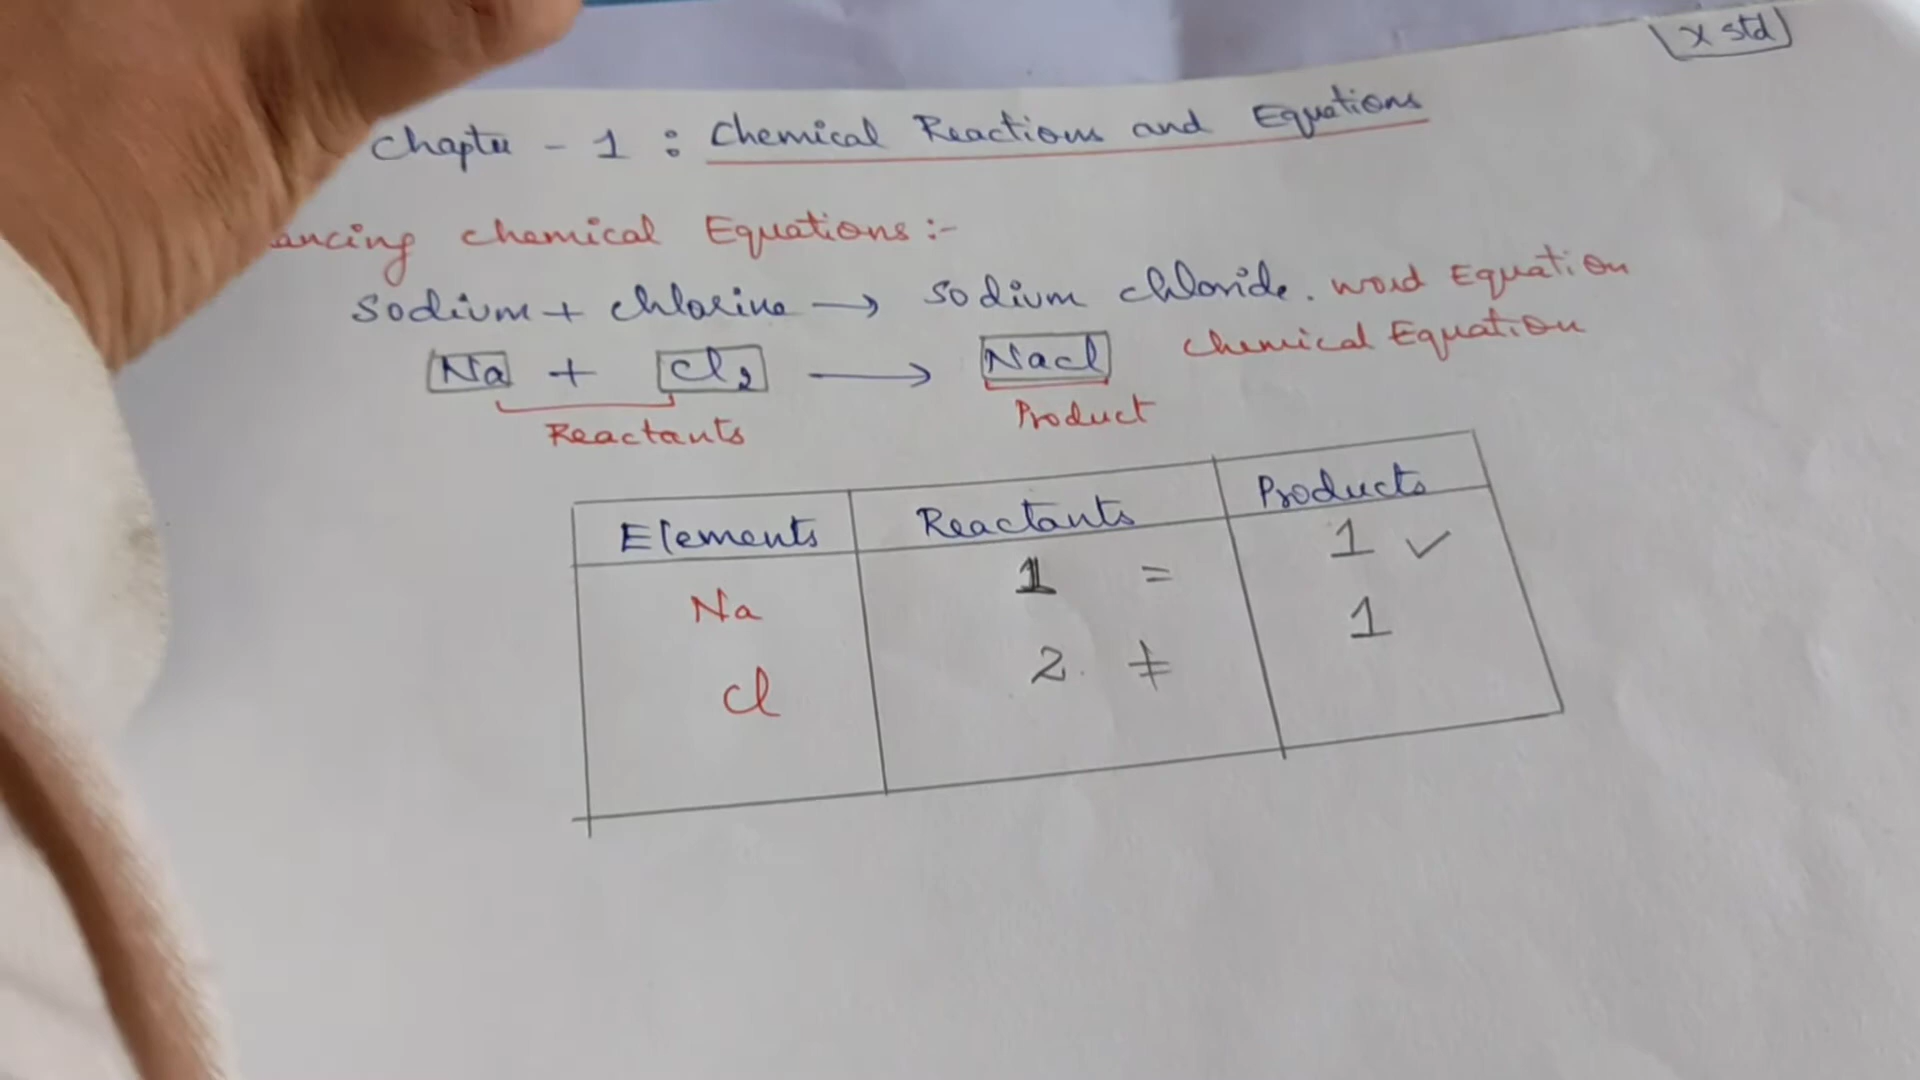 X std
Chapter - 1 : Chemical Reactions and Equations
ancing chemical Equations :-
Sodium + chlorine → Sodium chloride. word Equation
Na + Cl2 → Nacl chemical Equation
Reactants Product
Elements Reactants Products
Na 1 = 1 ✓
Cl 2. ≠ 1